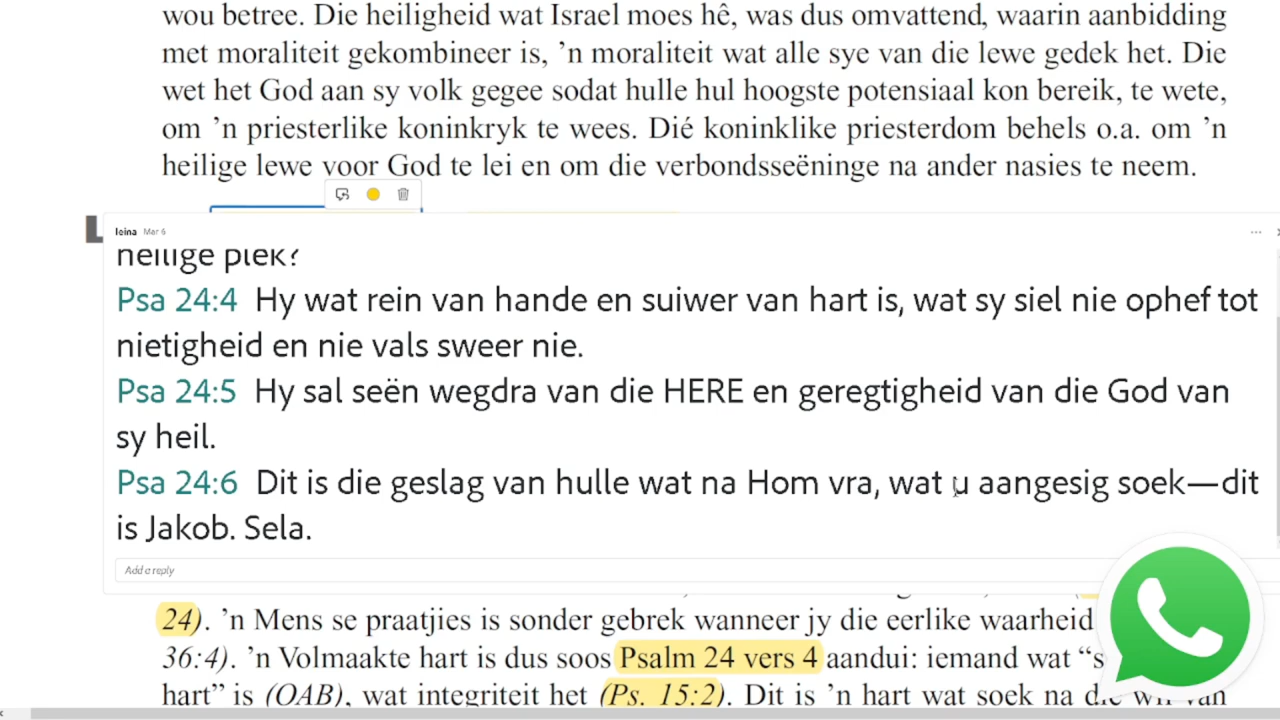 wou betree. Die heiligheid wat Israel moes hê, was dus omvattend, waarin aanbidding
met moraliteit gekombineer is, ’n moraliteit wat alle sye van die lewe gedek het. Die
wet het God aan sy volk gegee sodat hulle hul hoogste potensiaal kon bereik, te wete,
om ’n priesterlike koninkryk te wees. Dié koninklike priesterdom behels o.a. om ’n
heilige lewe voor God te lei en om die verbondsseëninge na ander nasies te neem.
leina Mar 6
heilige plek?
Psa 24:4 Hy wat rein van hande en suiwer van hart is, wat sy siel nie ophef tot
nietigheid en nie vals sweer nie.
Psa 24:5 Hy sal seën wegdra van die HERE en geregtigheid van die God van
sy heil.
Psa 24:6 Dit is die geslag van hulle wat na Hom vra, wat u aangesig soek—dit
is Jakob. Sela.
Add a reply
24). ’n Mens se praatjies is sonder gebrek wanneer jy die eerlike waarheid
36:4). ’n Volmaakte hart is dus soos Psalm 24 vers 4 aandui: iemand wat “s
hart” is (OAB), wat integriteit het (Ps. 15:2). Dit is ’n hart wat soek na die wil van